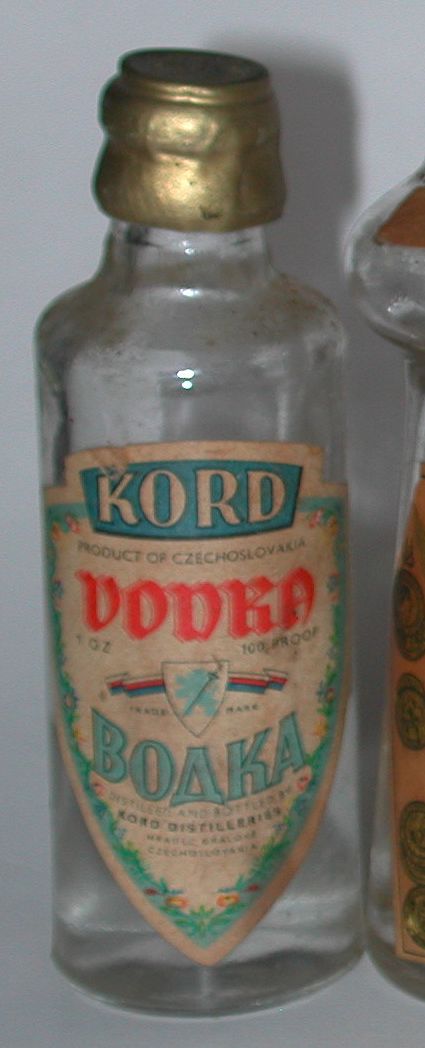 KORD
PRODUCT OF CZECHOSLOVAKIA
VODKA
1 OZ 100 PROOF
TRADE MARK
ВОДКА
DISTILLED AND BOTTLED BY
KORD DISTILLERIES
HRADEC KRALOVE
CZECHOSLOVAKIA